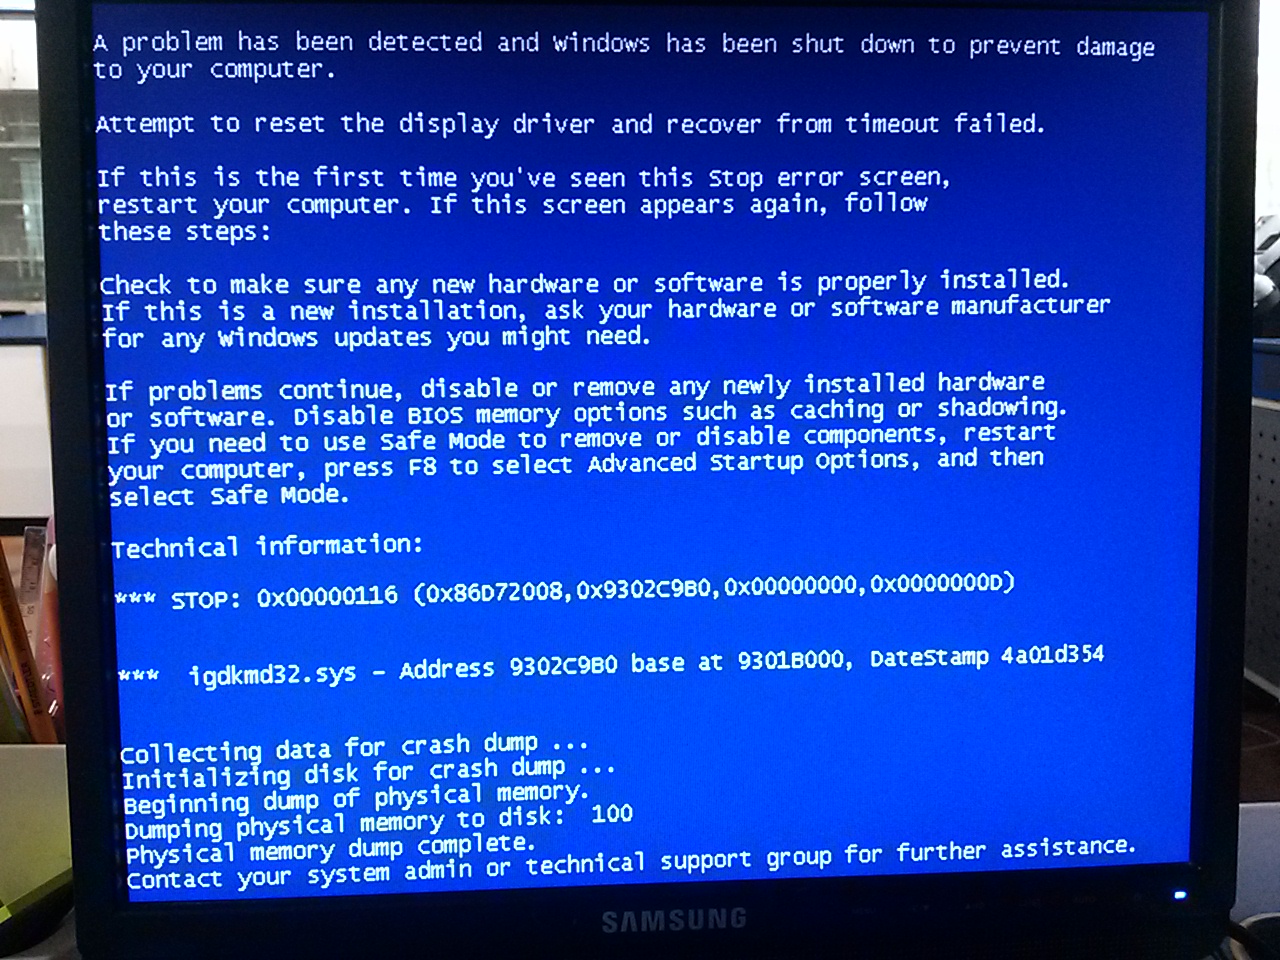 A problem has been detected and Windows has been shut down to prevent damage
to your computer.
Attempt to reset the display driver and recover from timeout failed.
If this is the first time you've seen this Stop error screen,
restart your computer. If this screen appears again, follow
these steps:
Check to make sure any new hardware or software is properly installed.
If this is a new installation, ask your hardware or software manufacturer
for any Windows updates you might need.
If problems continue, disable or remove any newly installed hardware
or software. Disable BIOS memory options such as caching or shadowing.
If you need to use Safe Mode to remove or disable components, restart
your computer, press F8 to select Advanced Startup Options, and then
select Safe Mode.
Technical information:
*** STOP: 0x00000116 (0x86D72008,0x9302C9B0,0x00000000,0x0000000D)
*** igdkmd32.sys - Address 9302C9B0 base at 9301B000, DateStamp 4a01d354
Collecting data for crash dump ...
Initializing disk for crash dump ...
Beginning dump of physical memory.
Dumping physical memory to disk: 100
Physical memory dump complete.
Contact your system admin or technical support group for further assistance.
SAMSUNG